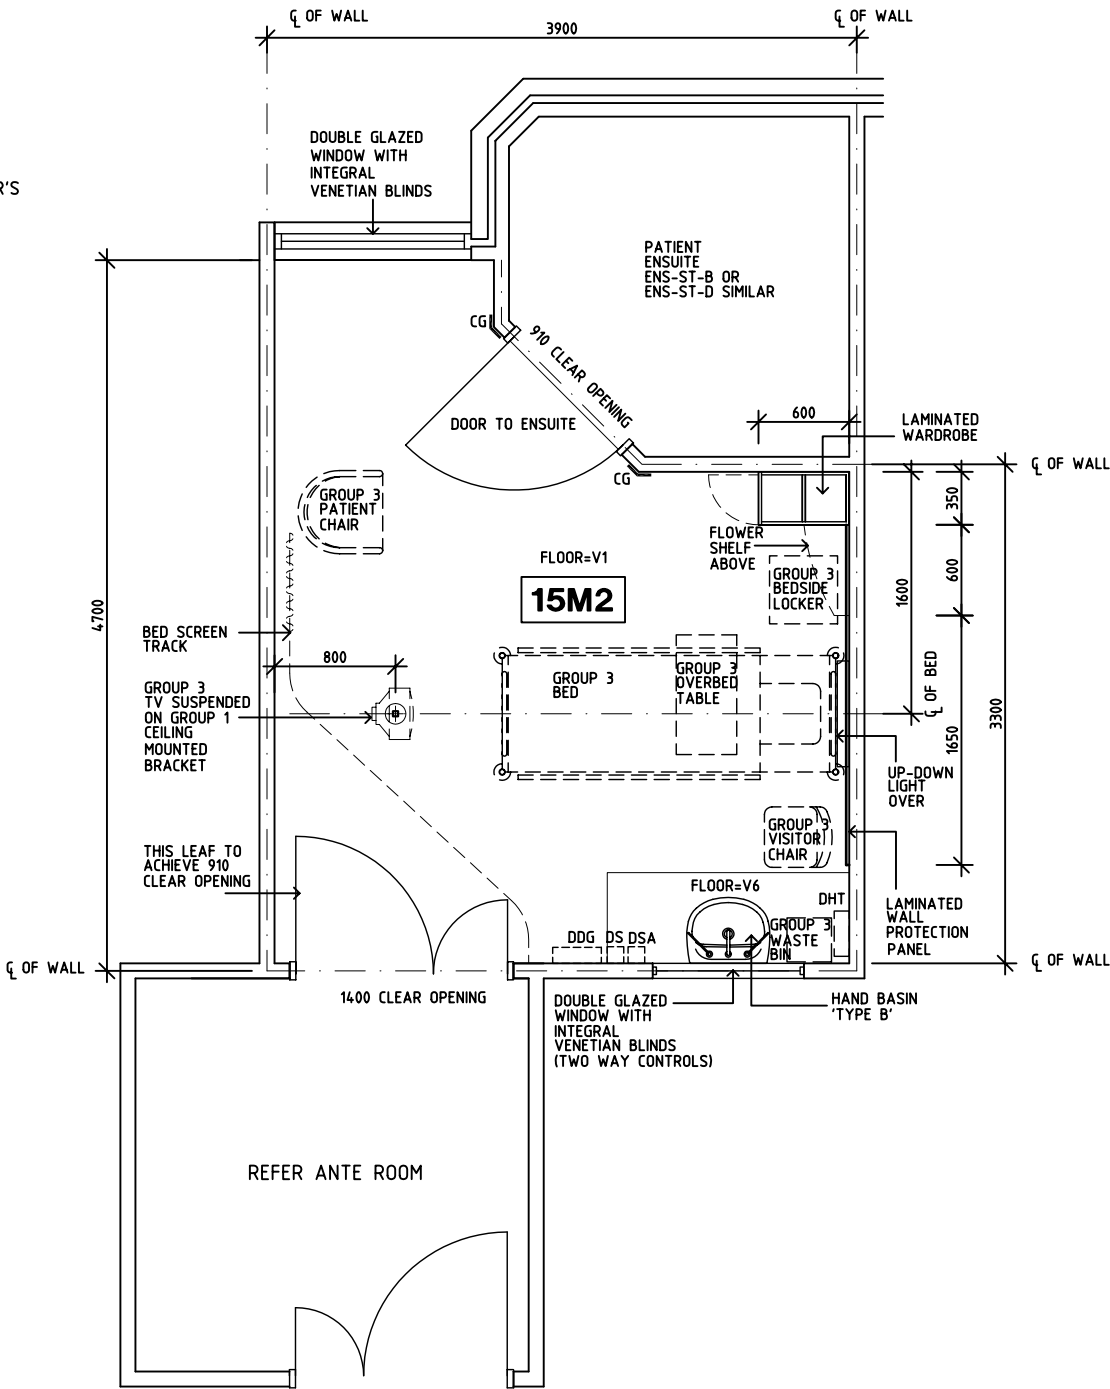 ℄ OF WALL
℄ OF WALL
3900
DOUBLE GLAZED
WINDOW WITH
INTEGRAL
VENETIAN BLINDS
R'S
PATIENT
ENSUITE
ENS-ST-B OR
ENS-ST-D SIMILAR
CG
910 CLEAR OPENING
DOOR TO ENSUITE
600
LAMINATED
WARDROBE
℄ OF WALL
CG
GROUP 3
PATIENT
CHAIR
350
FLOWER
SHELF
ABOVE
FLOOR=V1
15M2
GROUP 3
BEDSIDE
LOCKER
600
1600
4700
BED SCREEN
TRACK
800
GROUP 3
TV SUSPENDED
ON GROUP 1
CEILING
MOUNTED
BRACKET
GROUP 3
BED
GROUP 3
OVERBED
TABLE
℄ OF BED
1650
3300
UP-DOWN
LIGHT
OVER
GROUP 3
VISITOR
CHAIR
THIS LEAF TO
ACHIEVE 910
CLEAR OPENING
FLOOR=V6
DHT
LAMINATED
WALL
PROTECTION
PANEL
DDG
DS
DSA
GROUP 3
WASTE
BIN
℄ OF WALL
℄ OF WALL
1400 CLEAR OPENING
DOUBLE GLAZED
WINDOW WITH
INTEGRAL
VENETIAN BLINDS
(TWO WAY CONTROLS)
HAND BASIN
'TYPE B'
REFER ANTE ROOM